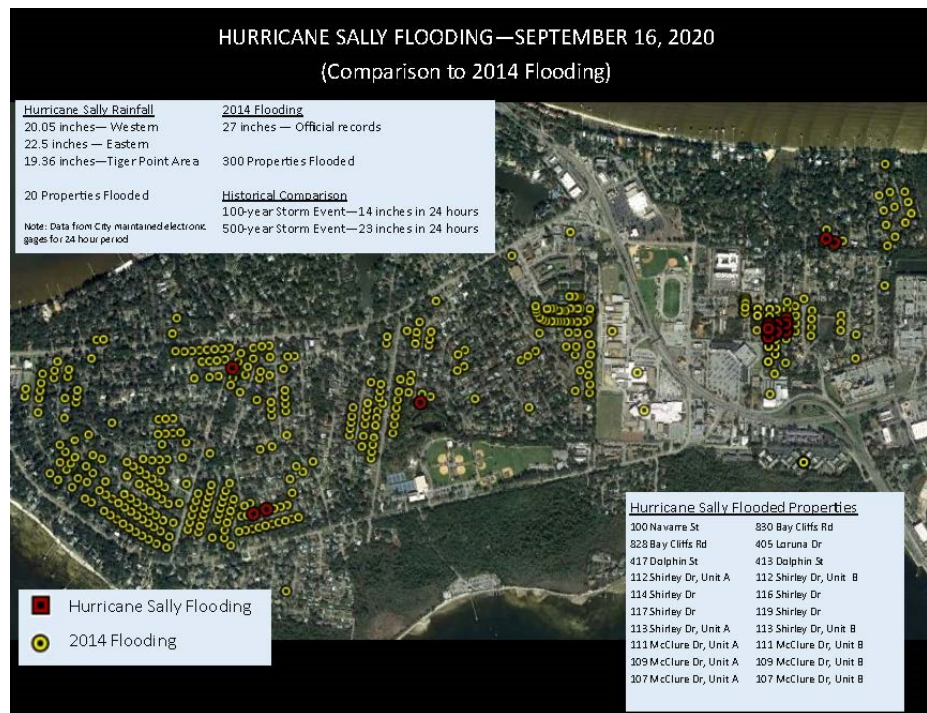 HURRICANE SALLY FLOODING—SEPTEMBER 16, 2020
(Comparison to 2014 Flooding)
Hurricane Sally Rainfall
20.05 inches— Western
22.5 inches — Eastern
19.36 inches—Tiger Point Area
20 Properties Flooded
Note: Data from City maintained electronic
gages for 24 hour period
2014 Flooding
27 inches — Official records
300 Properties Flooded
Historical Comparison
100-year Storm Event—14 inches in 24 hours
500-year Storm Event—23 inches in 24 hours
Hurricane Sally Flooded Properties
100 Navarre St 830 Bay Cliffs Rd
828 Bay Cliffs Rd 405 Laruna Dr
417 Dolphin St 413 Dolphin St
112 Shirley Dr, Unit A 112 Shirley Dr, Unit B
114 Shirley Dr 116 Shirley Dr
117 Shirley Dr 119 Shirley Dr
113 Shirley Dr, Unit A 113 Shirley Dr, Unit B
111 McClure Dr, Unit A 111 McClure Dr, Unit B
109 McClure Dr, Unit A 109 McClure Dr, Unit B
107 McClure Dr, Unit A 107 McClure Dr, Unit B
Hurricane Sally Flooding
2014 Flooding